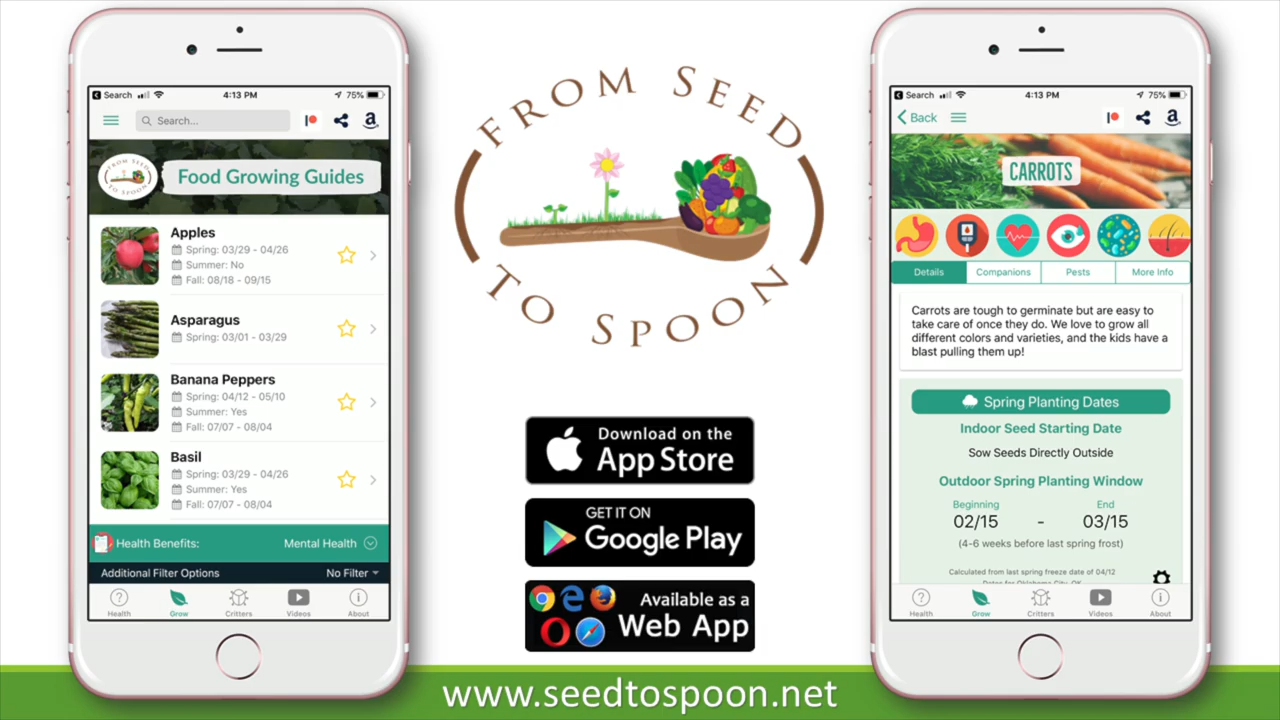 Search
4:13 PM
75%
Search...
a
FROM SEED
TO SPOON
Food Growing Guides
Apples
Spring: 03/29 - 04/26
Summer: No
Fall: 08/18 - 09/15
Asparagus
Spring: 03/01 - 03/29
Banana Peppers
Spring: 04/12 - 05/10
Summer: Yes
Fall: 07/07 - 08/04
Basil
Spring: 03/29 - 04/26
Summer: Yes
Fall: 07/07 - 08/04
Health Benefits:
Mental Health
Additional Filter Options
No Filter
Health
Grow
Critters
Videos
About
FROM SEED
TO SPOON
Download on the
App Store
GET IT ON
Google Play
Available as a
Web App
Search
4:13 PM
75%
Back
a
CARROTS
Details
Companions
Pests
More Info
Carrots are tough to germinate but are easy to
take care of once they do. We love to grow all
different colors and varieties, and the kids have a
blast pulling them up!
Spring Planting Dates
Indoor Seed Starting Date
Sow Seeds Directly Outside
Outdoor Spring Planting Window
Beginning
End
02/15 - 03/15
(4-6 weeks before last spring frost)
Calculated from last spring freeze date of 04/12
Dates for Oklahoma City, OK
Health
Grow
Critters
Videos
About
www.seedtospoon.net